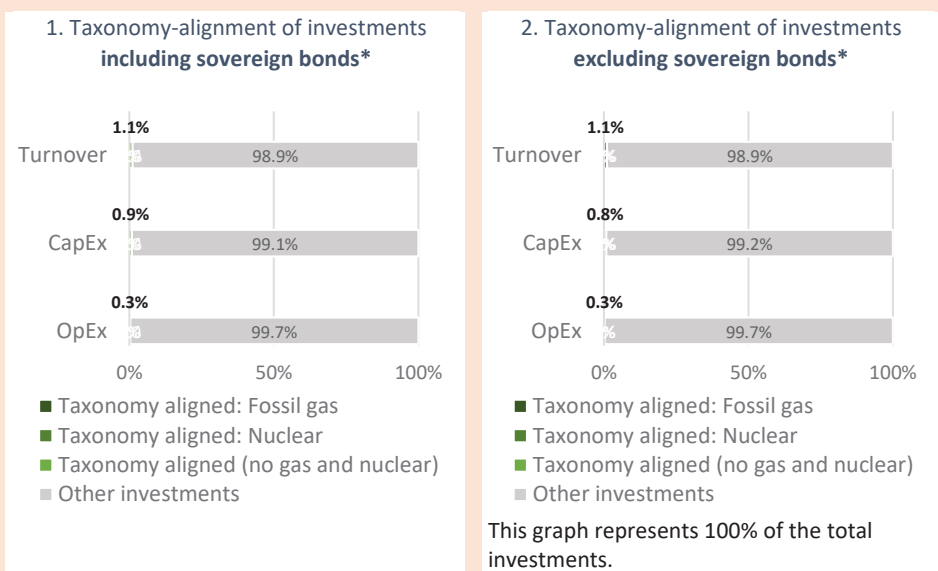 1. Taxonomy-alignment of investments
including sovereign bonds*
1.1%
Turnover
98.9%
0.9%
CapEx
99.1%
0.3%
OpEx
99.7%
0% 50% 100%
Taxonomy aligned: Fossil gas
Taxonomy aligned: Nuclear
Taxonomy aligned (no gas and nuclear)
Other investments
2. Taxonomy-alignment of investments
excluding sovereign bonds*
1.1%
Turnover
98.9%
0.8%
CapEx
99.2%
0.3%
OpEx
99.7%
0% 50% 100%
Taxonomy aligned: Fossil gas
Taxonomy aligned: Nuclear
Taxonomy aligned (no gas and nuclear)
Other investments
This graph represents 100% of the total
investments.